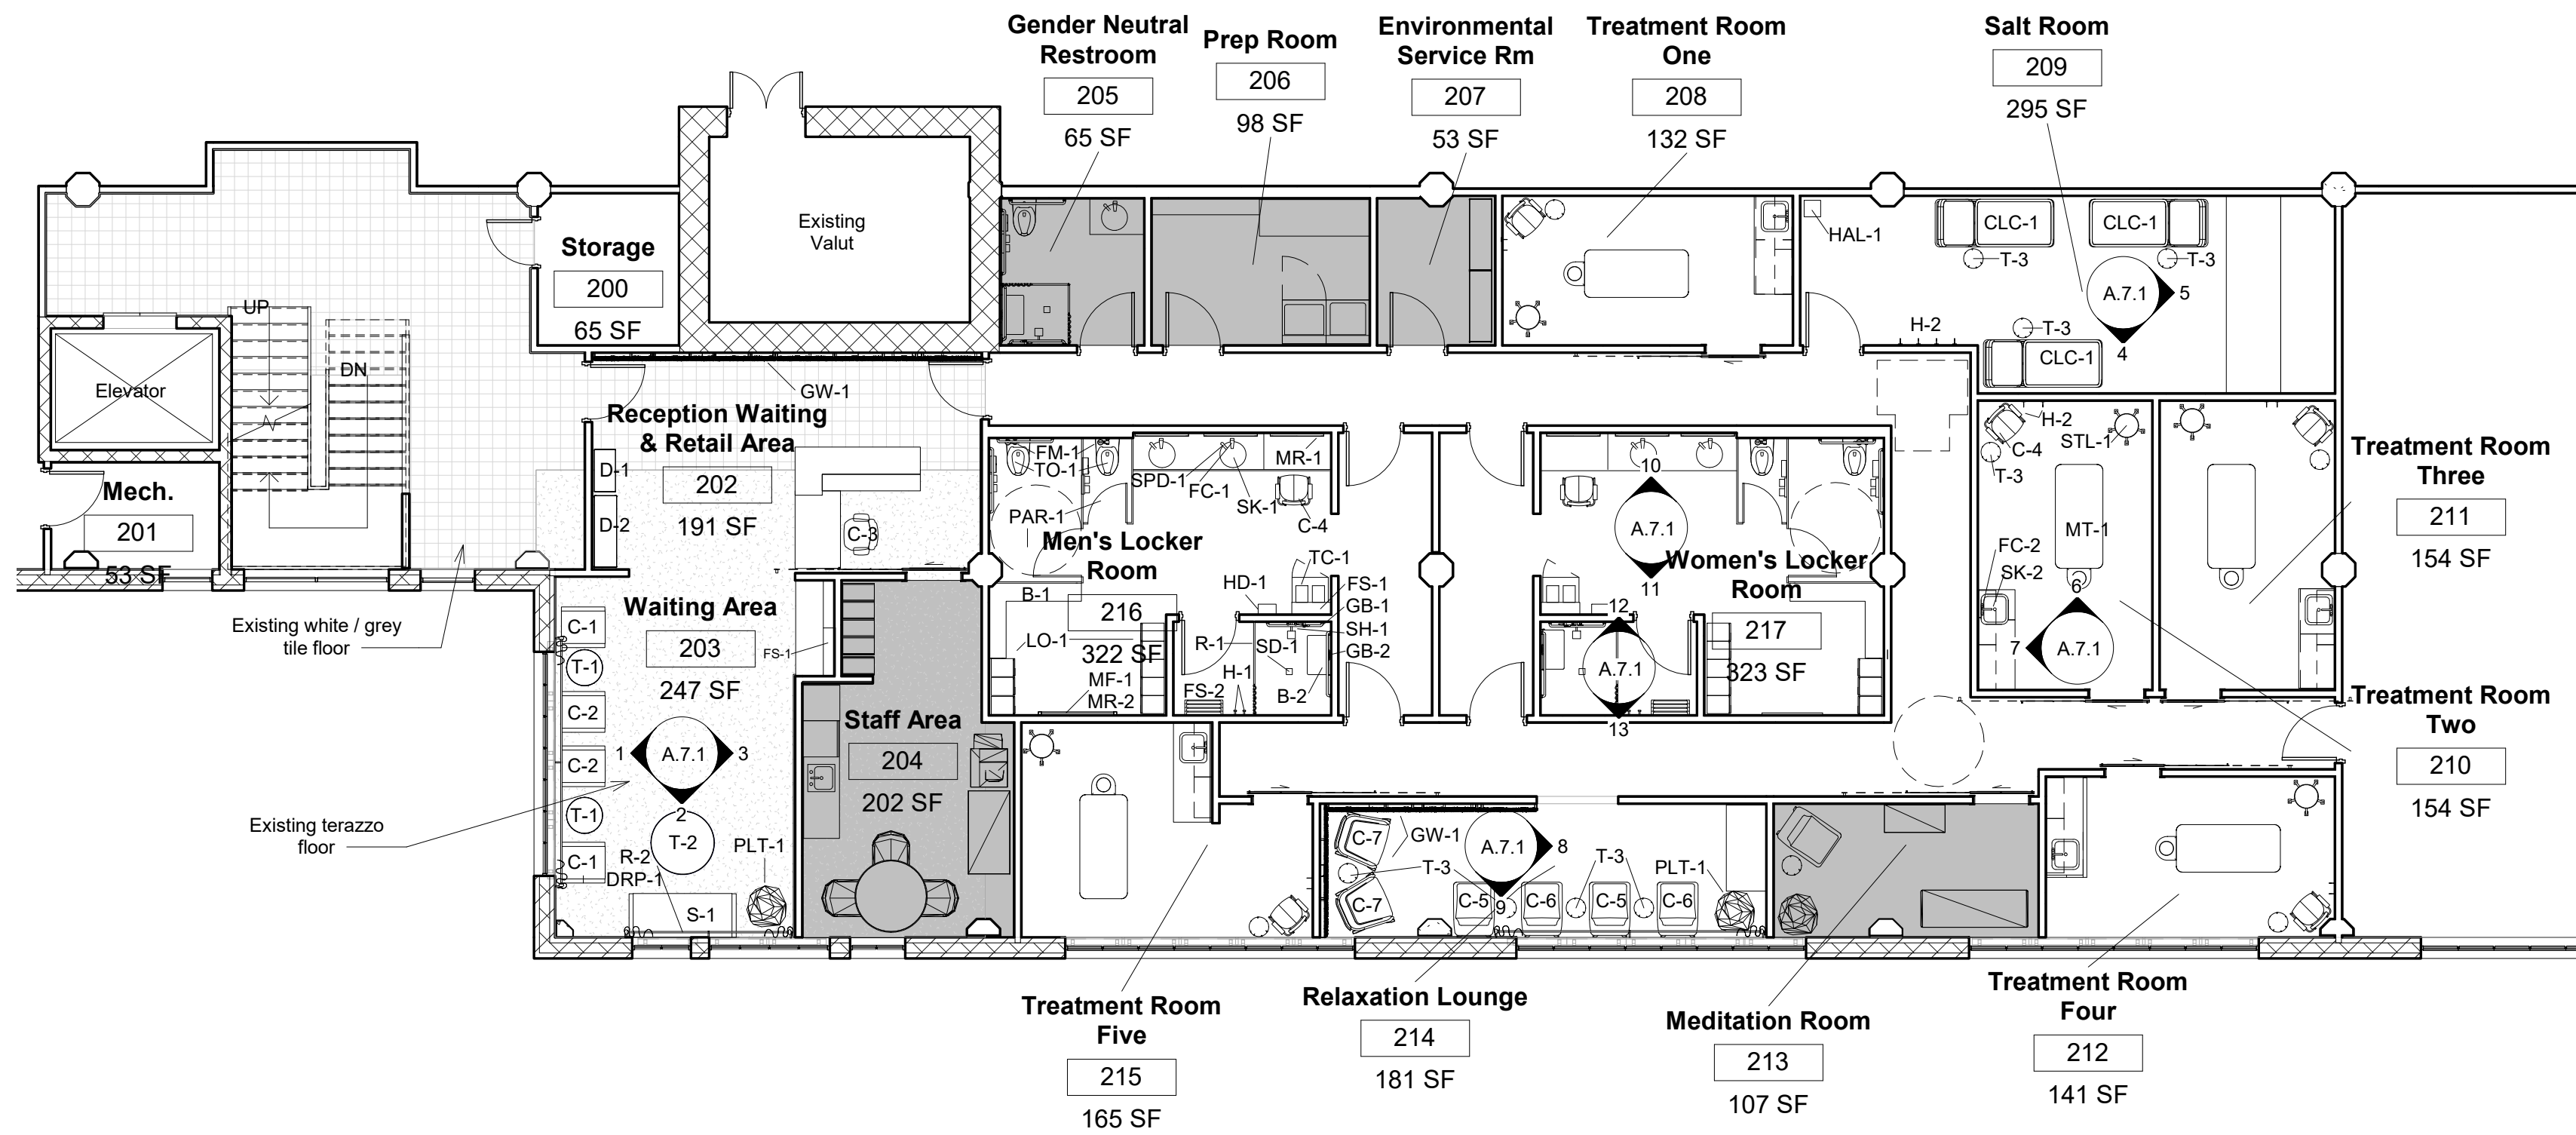 Gender Neutral
Restroom
205
65 SF
Prep Room
206
98 SF
Environmental
Service Rm
207
53 SF
Treatment Room
One
208
132 SF
Salt Room
209
295 SF
Existing
Valut
Storage
200
65 SF
UP
DN
Elevator
Mech.
201
53 SF
GW-1
Reception Waiting
& Retail Area
202
191 SF
D-1
D-2
C-3
HAL-1
CLC-1
CLC-1
T-3
T-3
A.7.1
5
4
H-2
T-3
CLC-1
FM-1
TO-1
SPD-1
FC-1
SK-1
MR-1
C-4
PAR-1
Men's Locker
Room
216
322 SF
B-1
HD-1
TC-1
FS-1
GB-1
SH-1
GB-2
LO-1
R-1
SD-1
H-1
MF-1
MR-2
FS-2
B-2
10
A.7.1
11
12
A.7.1
13
Women's Locker
Room
217
323 SF
H-2
C-4
T-3
STL-1
MT-1
FC-2
SK-2
6
7
A.7.1
Treatment Room
Three
211
154 SF
Treatment Room
Two
210
154 SF
Existing white / grey
tile floor
Waiting Area
203
247 SF
FS-1
C-1
T-1
C-2
C-2
T-1
C-1
1
A.7.1
3
2
T-2
R-2
DRP-1
PLT-1
S-1
Existing terazzo
floor
Staff Area
204
202 SF
C-7
C-7
GW-1
T-3
A.7.1
8
9
T-3
PLT-1
C-5
C-6
C-5
C-6
Treatment Room
Five
215
165 SF
Relaxation Lounge
214
181 SF
Meditation Room
213
107 SF
Treatment Room
Four
212
141 SF